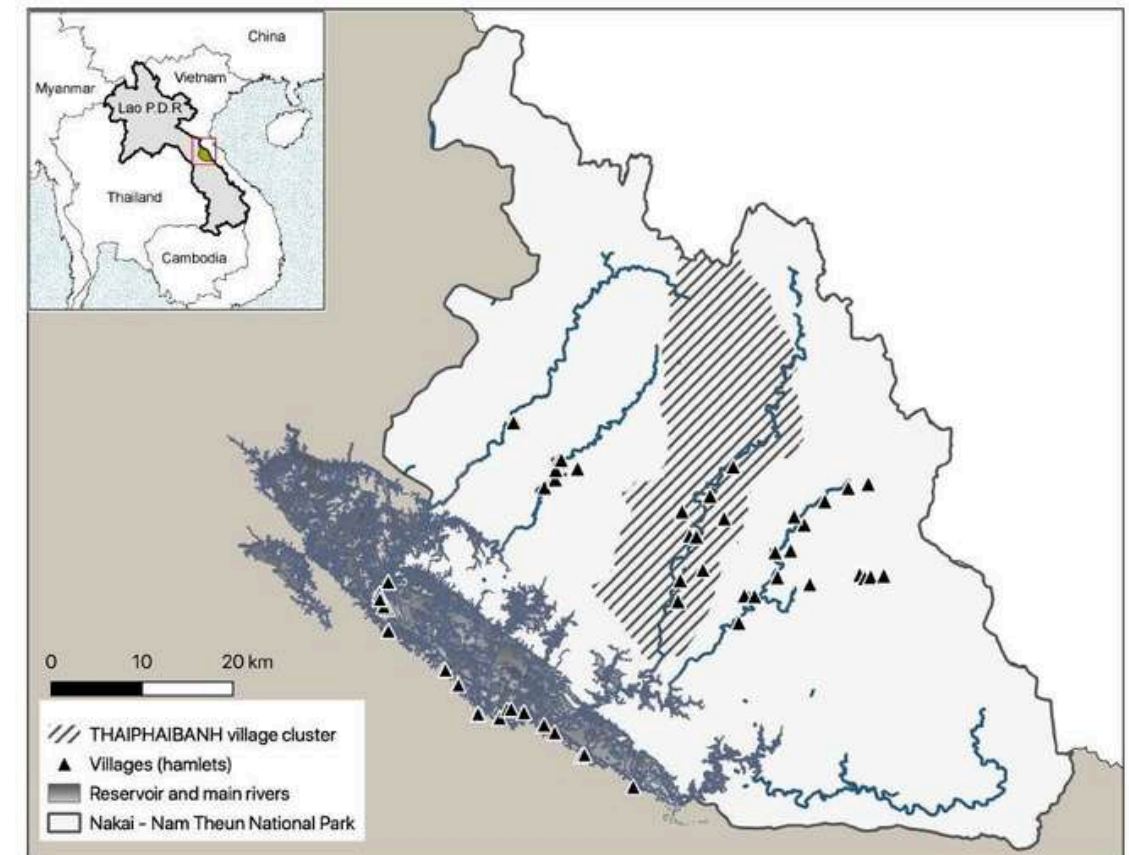 China
Myanmar
Vietnam
Lao P.D.R
Thailand
Cambodia
0 10 20 km
THAIPHAIBANH village cluster
Villages (hamlets)
Reservoir and main rivers
Nakai - Nam Theun National Park